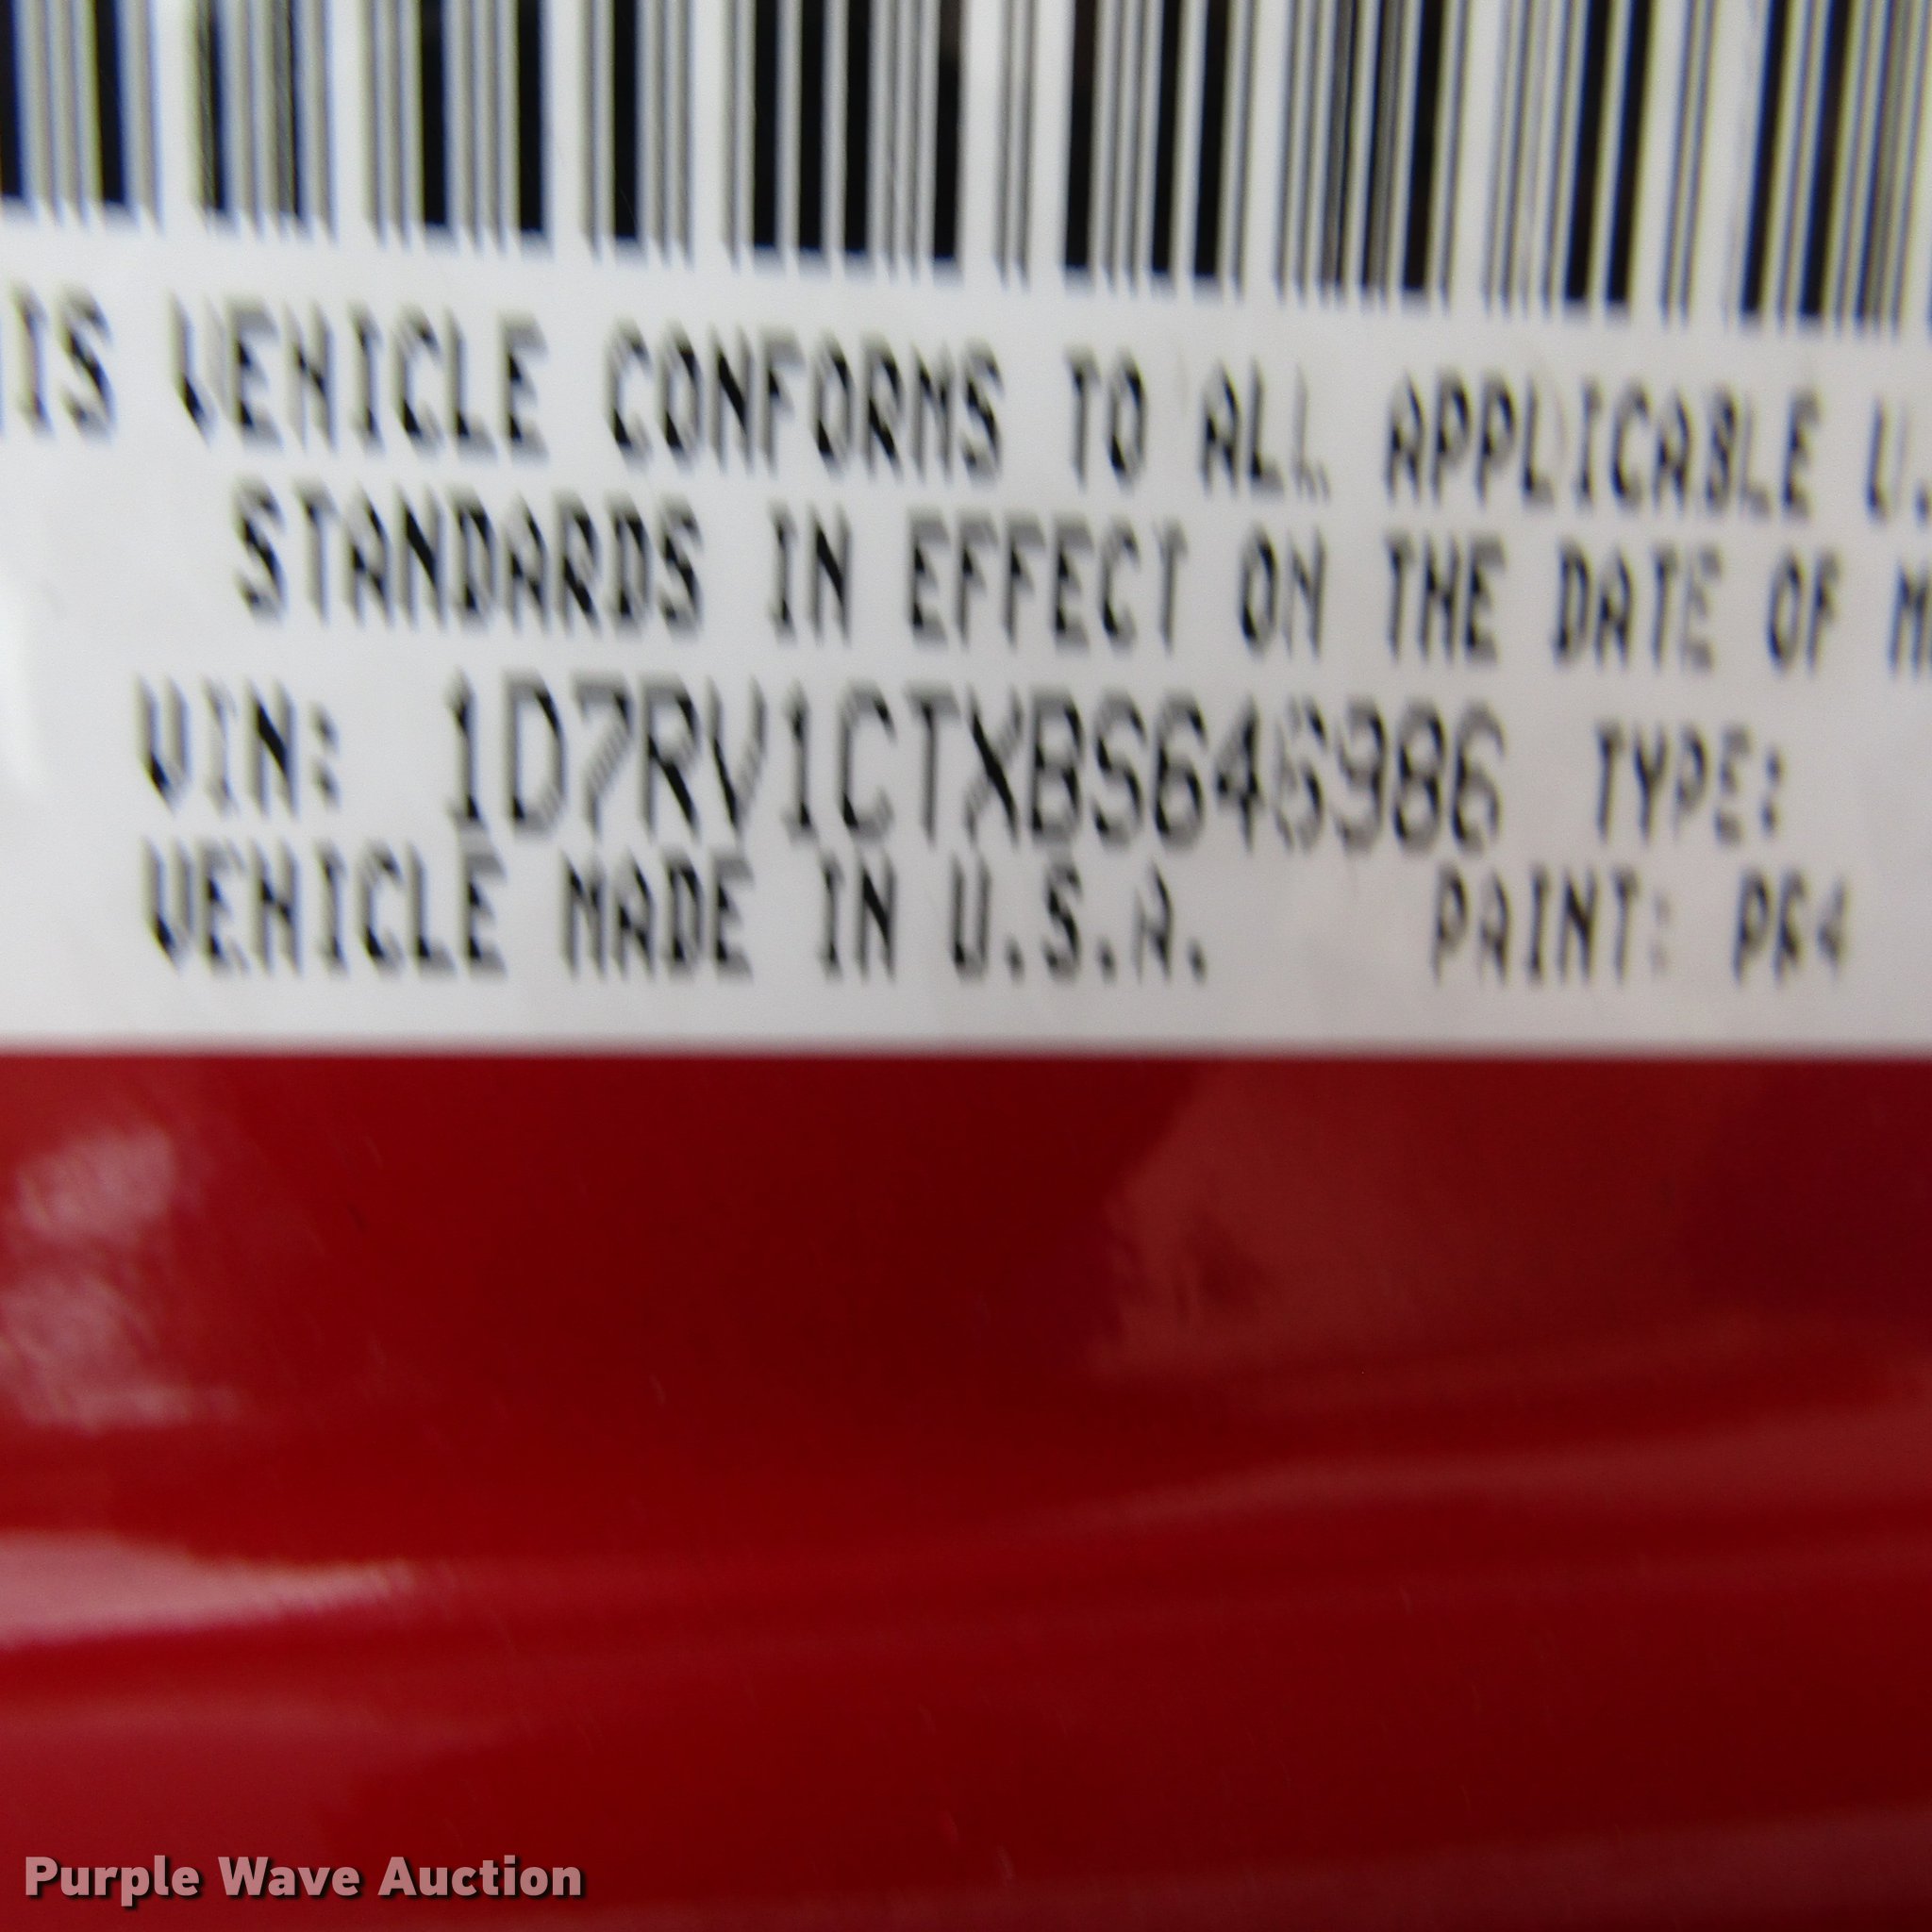 IS VEHICLE CONFORMS TO ALL APPLICABLE U.
STANDARDS IN EFFECT ON THE DATE OF M
VIN: 1D7RV1CTXBS646986 TYPE:
VEHICLE MADE IN U.S.A. PAINT: PR4
Purple Wave Auction